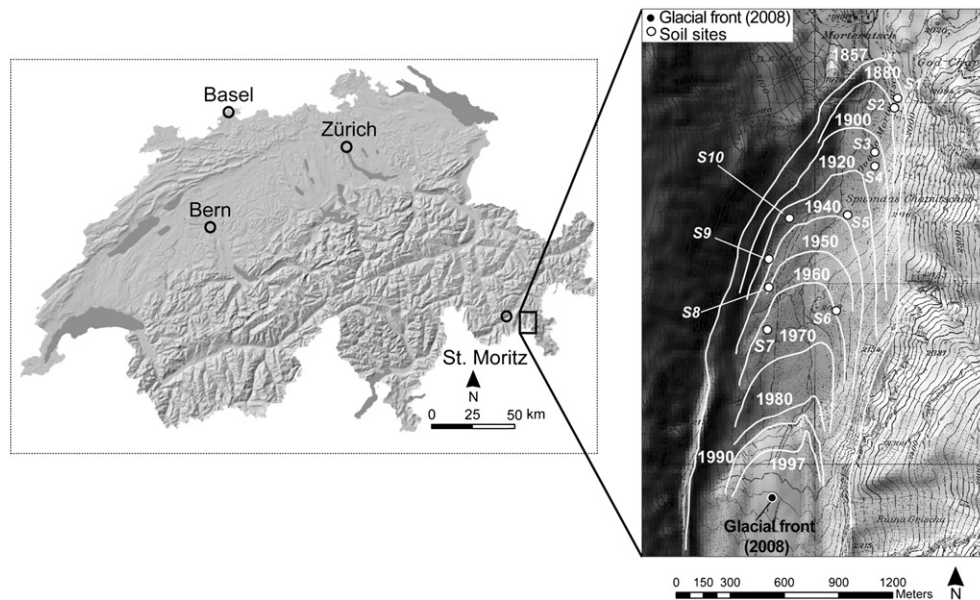 Basel
Zürich
Bern
St. Moritz
N
0 25 50 km
Glacial front (2008)
Soil sites
Morteratsch
1857
1880
S1
S2
1900
S3
S10
1920
S4
1940
S5
S9
1950
1960
S8
S6
S7
1970
2134
1980
1990
1997
Glacial front
(2008)
0 150 300 600 900 1200
Meters
N